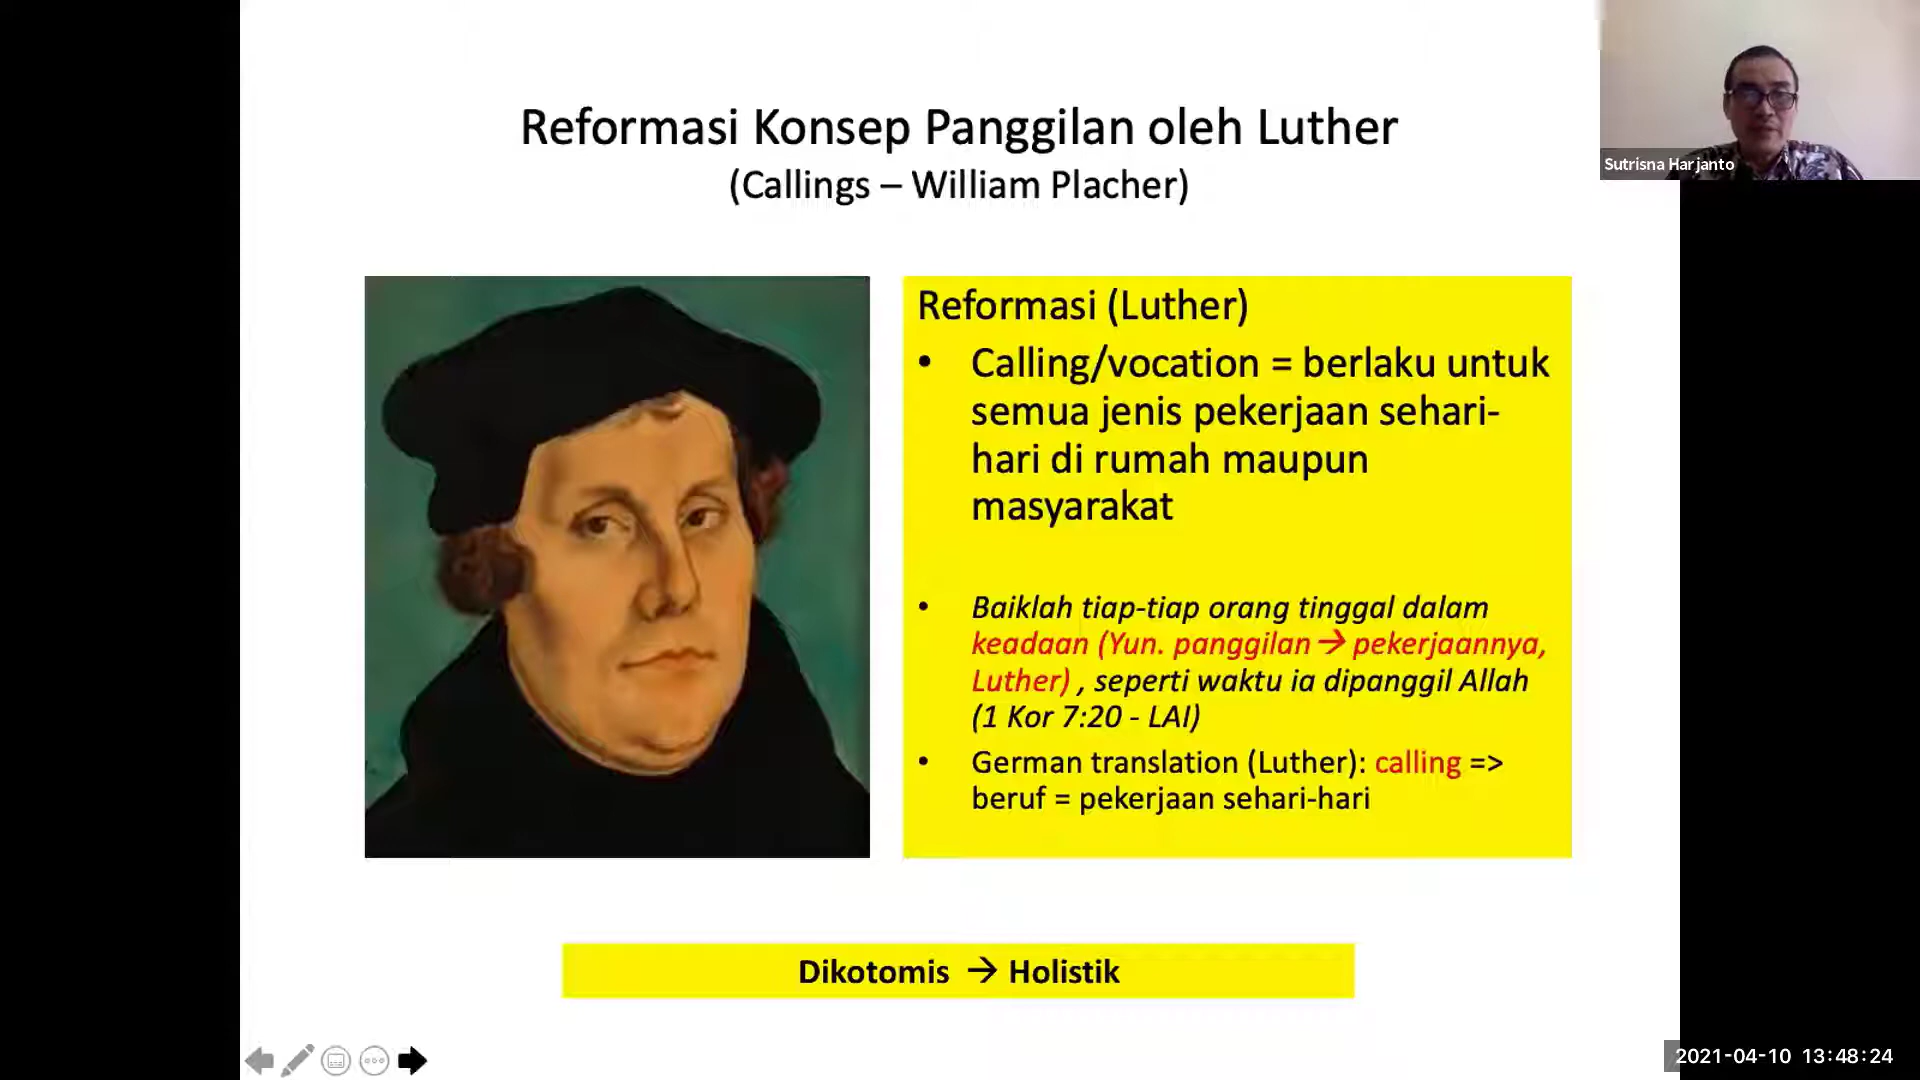 Reformasi Konsep Panggilan oleh Luther
(Callings – William Placher)
Sutrisna Harjanto
Reformasi (Luther)
• Calling/vocation = berlaku untuk
semua jenis pekerjaan sehari-
hari di rumah maupun
masyarakat
• Baiklah tiap-tiap orang tinggal dalam
keadaan (Yun. panggilan → pekerjaannya,
Luther) , seperti waktu ia dipanggil Allah
(1 Kor 7:20 - LAI)
• German translation (Luther): calling =>
beruf = pekerjaan sehari-hari
Dikotomis → Holistik
2021-04-10 13:48:24